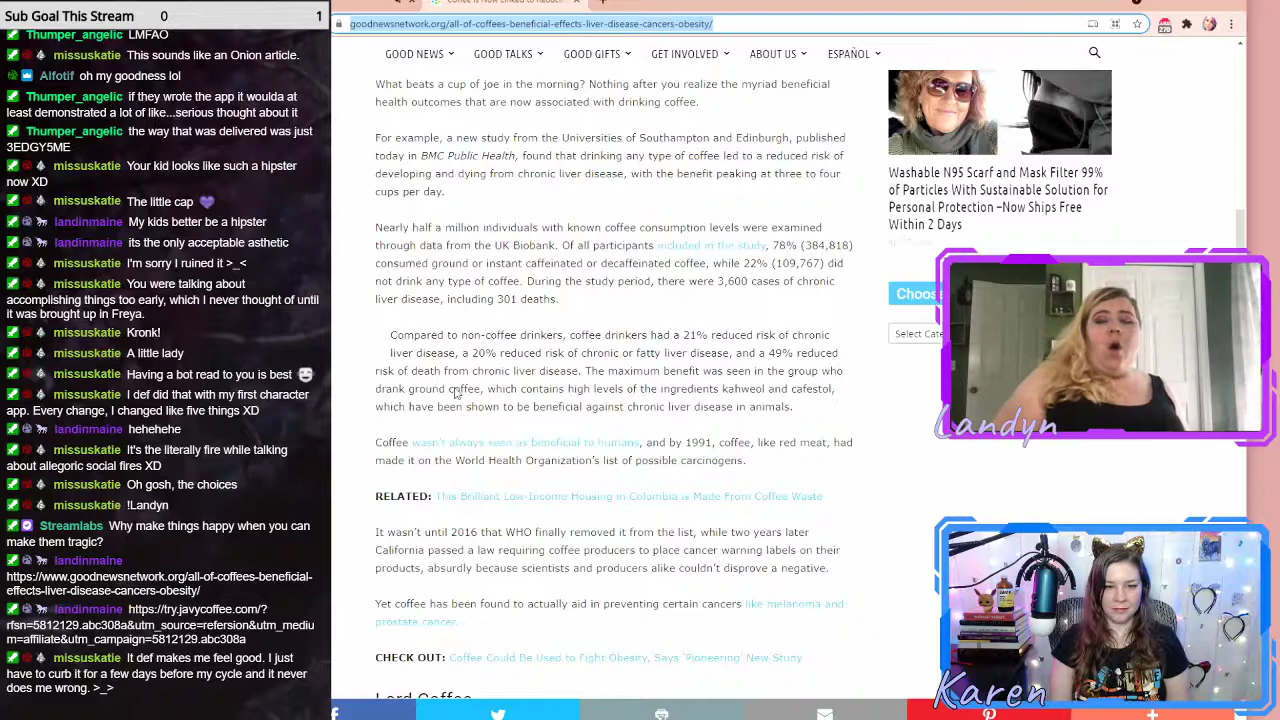 Sub Goal This Stream 0 1
Thumper_angelic LMFAO
missuskatie This sounds like an Onion article.
Alfotif oh my goodness lol
Thumper_angelic if they wrote the app it woulda at
least demonstrated a lot of like...serious thought about it
Thumper_angelic the way that was delivered was just
3EDGY5ME
missuskatie Your kid looks like such a hipster
now XD
missuskatie The little cap
landinmaine My kids better be a hipster
landinmaine its the only acceptable asthetic
missuskatie I'm sorry I ruined it >_<
missuskatie You were talking about
accomplishing things too early, which I never thought of until
it was brought up in Freya.
missuskatie Kronk!
missuskatie A little lady
missuskatie Having a bot read to you is best
missuskatie I def did that with my first character
app. Every change, I changed like five things XD
landinmaine hehehehe
missuskatie It's the literally fire while talking
about allegoric social fires XD
missuskatie Oh gosh, the choices
missuskatie !Landyn
Streamlabs Why make things happy when you can
make them tragic?
landinmaine
https://www.goodnewsnetwork.org/all-of-coffees-beneficial-
effects-liver-disease-cancers-obesity/
landinmaine https://try.javycoffee.com/?
rfsn=5812129.308a8a&utm_source=refersion&utm_mediu
m=affiliate&utm_campaign=5812129.abc308a
missuskatie It def makes me feel good. I just
have to curb it for a few days before my cycle and it never
does me wrong. >_>
goodnewsnetwork.org/all-of-coffees-beneficial-effects-liver-disease-cancers-obesity/
GOOD NEWS GOOD TALKS GOOD GIFTS GET INVOLVED ABOUT US ESPAÑOL
What beats a cup of joe in the morning? Nothing after you realize the myriad beneficial
health outcomes that are now associated with drinking coffee.
For example, a new study from the Universities of Southampton and Edinburgh, published
today in BMC Public Health, found that drinking any type of coffee led to a reduced risk of
developing and dying from chronic liver disease, with the benefit peaking at three to four
cups per day.
Nearly half a million individuals with known coffee consumption levels were examined
through data from the UK Biobank. Of all participants included in the study, 78% (384,818)
consumed ground or instant caffeinated or decaffeinated coffee, while 22% (109,767) did
not drink any type of coffee. During the study period, there were 3,600 cases of chronic
liver disease, including 301 deaths.
Compared to non-coffee drinkers, coffee drinkers had a 21% reduced risk of chronic
liver disease, a 20% reduced risk of chronic or fatty liver disease, and a 49% reduced
risk of death from chronic liver disease. The maximum benefit was seen in the group who
drank ground coffee, which contains high levels of the ingredients kahweol and cafestol,
which have been shown to be beneficial against chronic liver disease in animals.
Coffee wasn't always seen as beneficial to humans, and by 1991, coffee, like red meat, had
made it on the World Health Organization's list of possible carcinogens.
RELATED: This Brilliant Low-Income Housing in Colombia is Made From Coffee Waste
It wasn't until 2016 that WHO finally removed it from the list, while two years later
California passed a law requiring coffee producers to place cancer warning labels on their
products, absurdly because scientists and producers alike couldn't disprove a negative.
Yet coffee has been found to actually aid in preventing certain cancers like melanoma and
prostate cancer.
CHECK OUT: Coffee Could Be Used to Fight Obesity, Says 'Pioneering' New Study
Lord Coffee
Washable N95 Scarf and Mask Filter 99%
of Particles With Sustainable Solution for
Personal Protection –Now Ships Free
Within 2 Days
Choos
Select Cate
Landyn
Karen